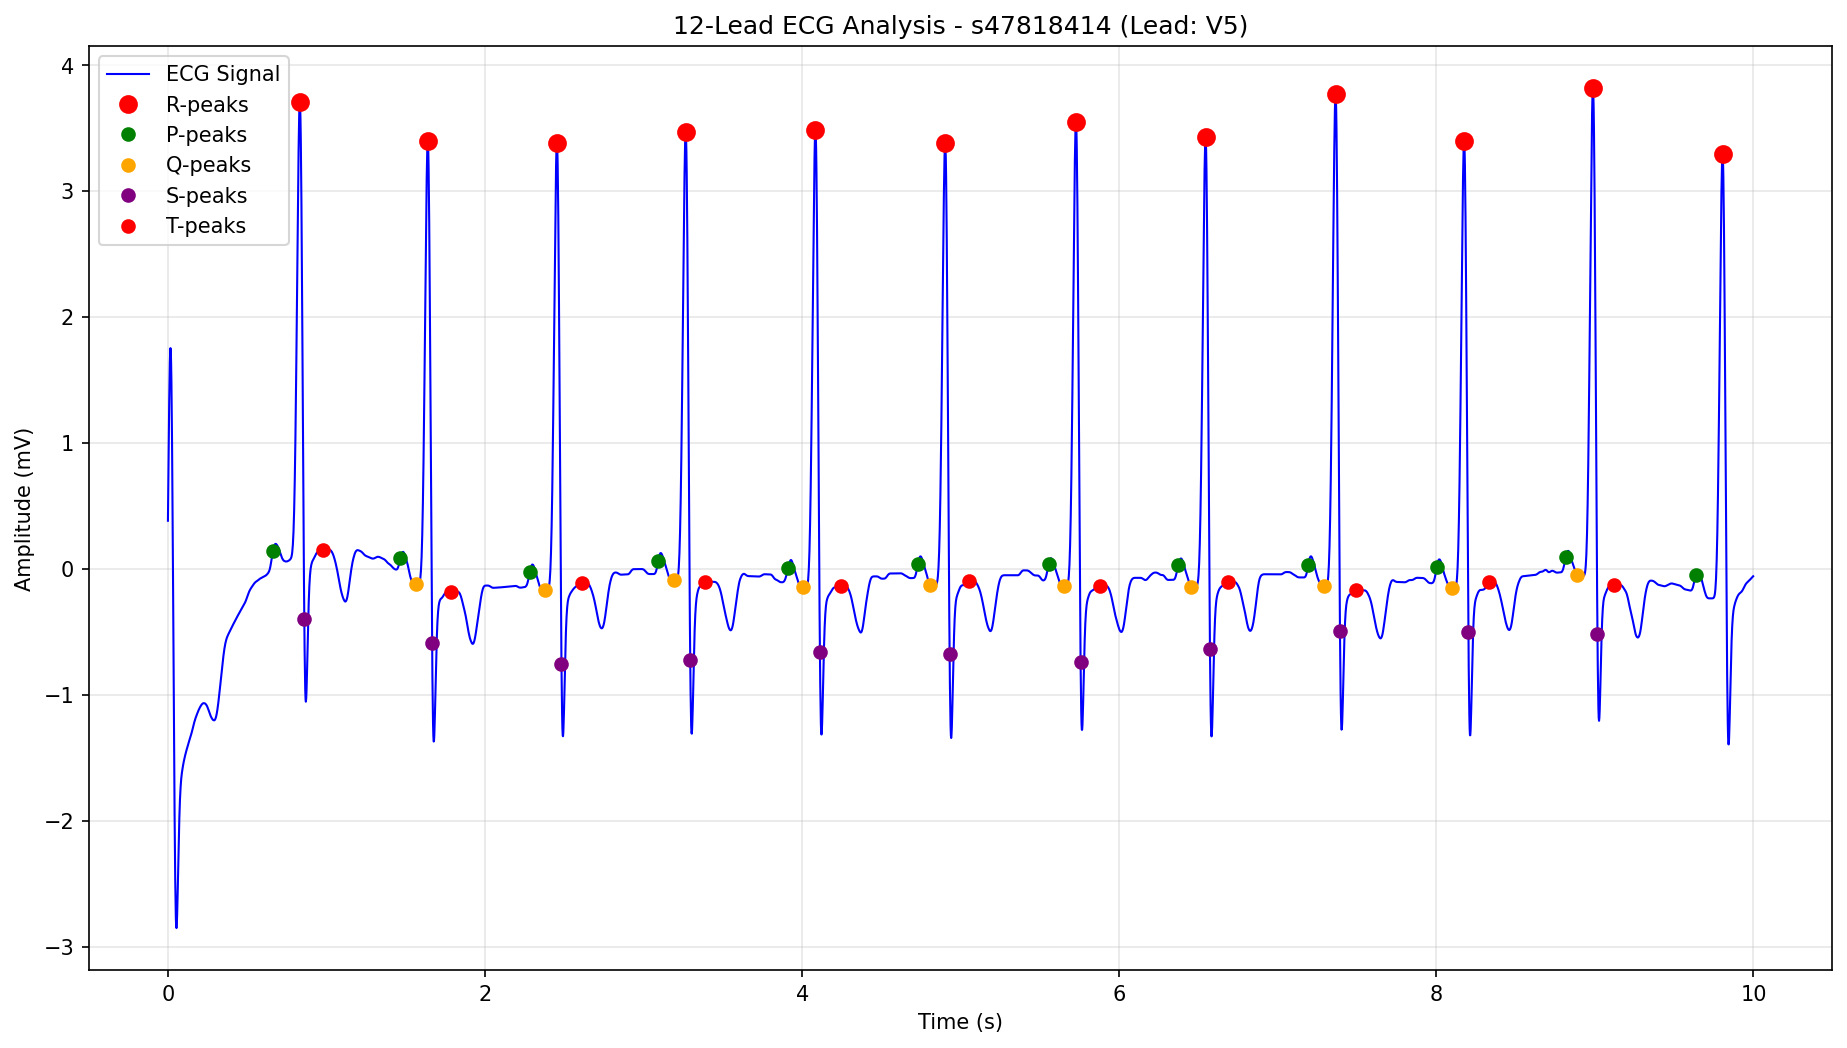 12-Lead ECG Analysis - s47818414 (Lead: V5)
ECG Signal
R-peaks
P-peaks
Q-peaks
S-peaks
T-peaks
Amplitude (mV)
4
3
2
1
0
−1
−2
−3
0 2 4 6 8 10
Time (s)